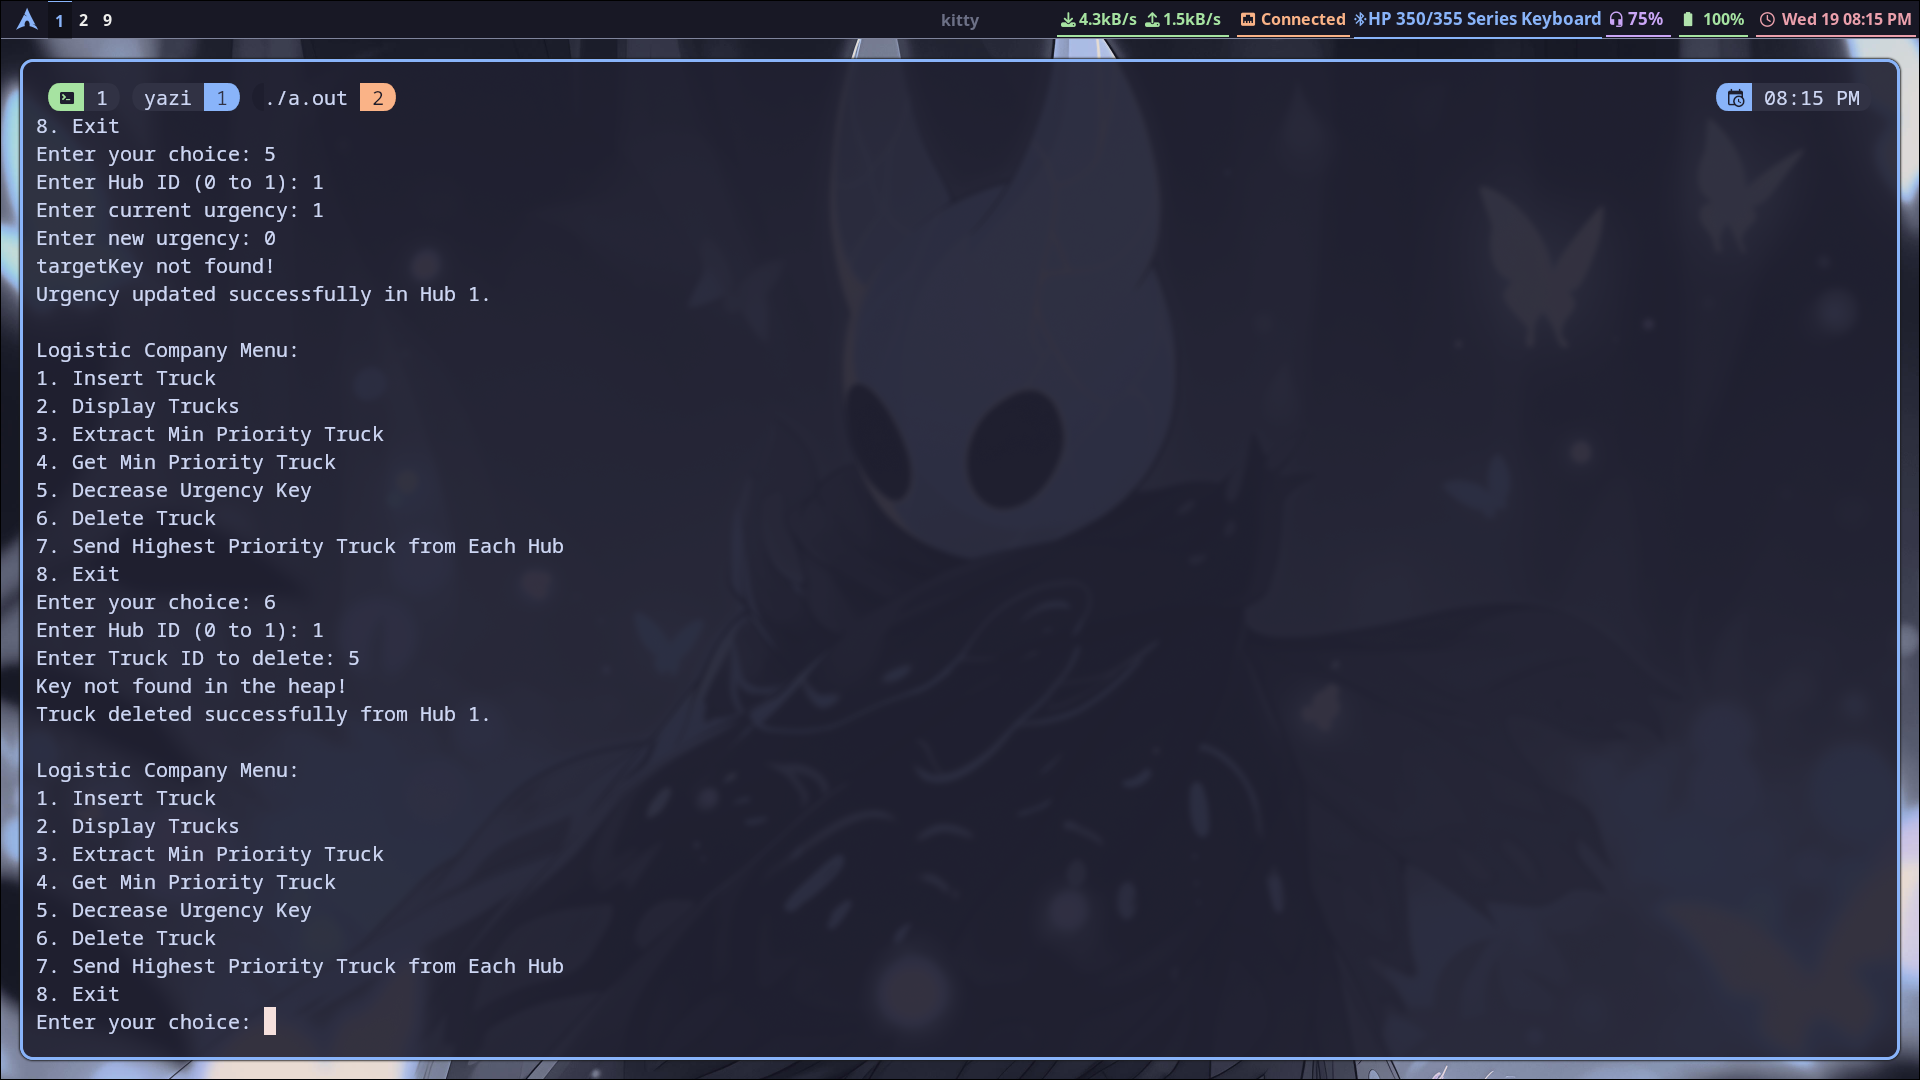 1 2 9 kitty 4.3kB/s 1.5kB/s Connected HP 350/355 Series Keyboard 75% 100% Wed 19 08:15 PM
1 yazi 1 ./a.out 2 08:15 PM
8. Exit
Enter your choice: 5
Enter Hub ID (0 to 1): 1
Enter current urgency: 1
Enter new urgency: 0
targetKey not found!
Urgency updated successfully in Hub 1.
Logistic Company Menu:
1. Insert Truck
2. Display Trucks
3. Extract Min Priority Truck
4. Get Min Priority Truck
5. Decrease Urgency Key
6. Delete Truck
7. Send Highest Priority Truck from Each Hub
8. Exit
Enter your choice: 6
Enter Hub ID (0 to 1): 1
Enter Truck ID to delete: 5
Key not found in the heap!
Truck deleted successfully from Hub 1.
Logistic Company Menu:
1. Insert Truck
2. Display Trucks
3. Extract Min Priority Truck
4. Get Min Priority Truck
5. Decrease Urgency Key
6. Delete Truck
7. Send Highest Priority Truck from Each Hub
8. Exit
Enter your choice: